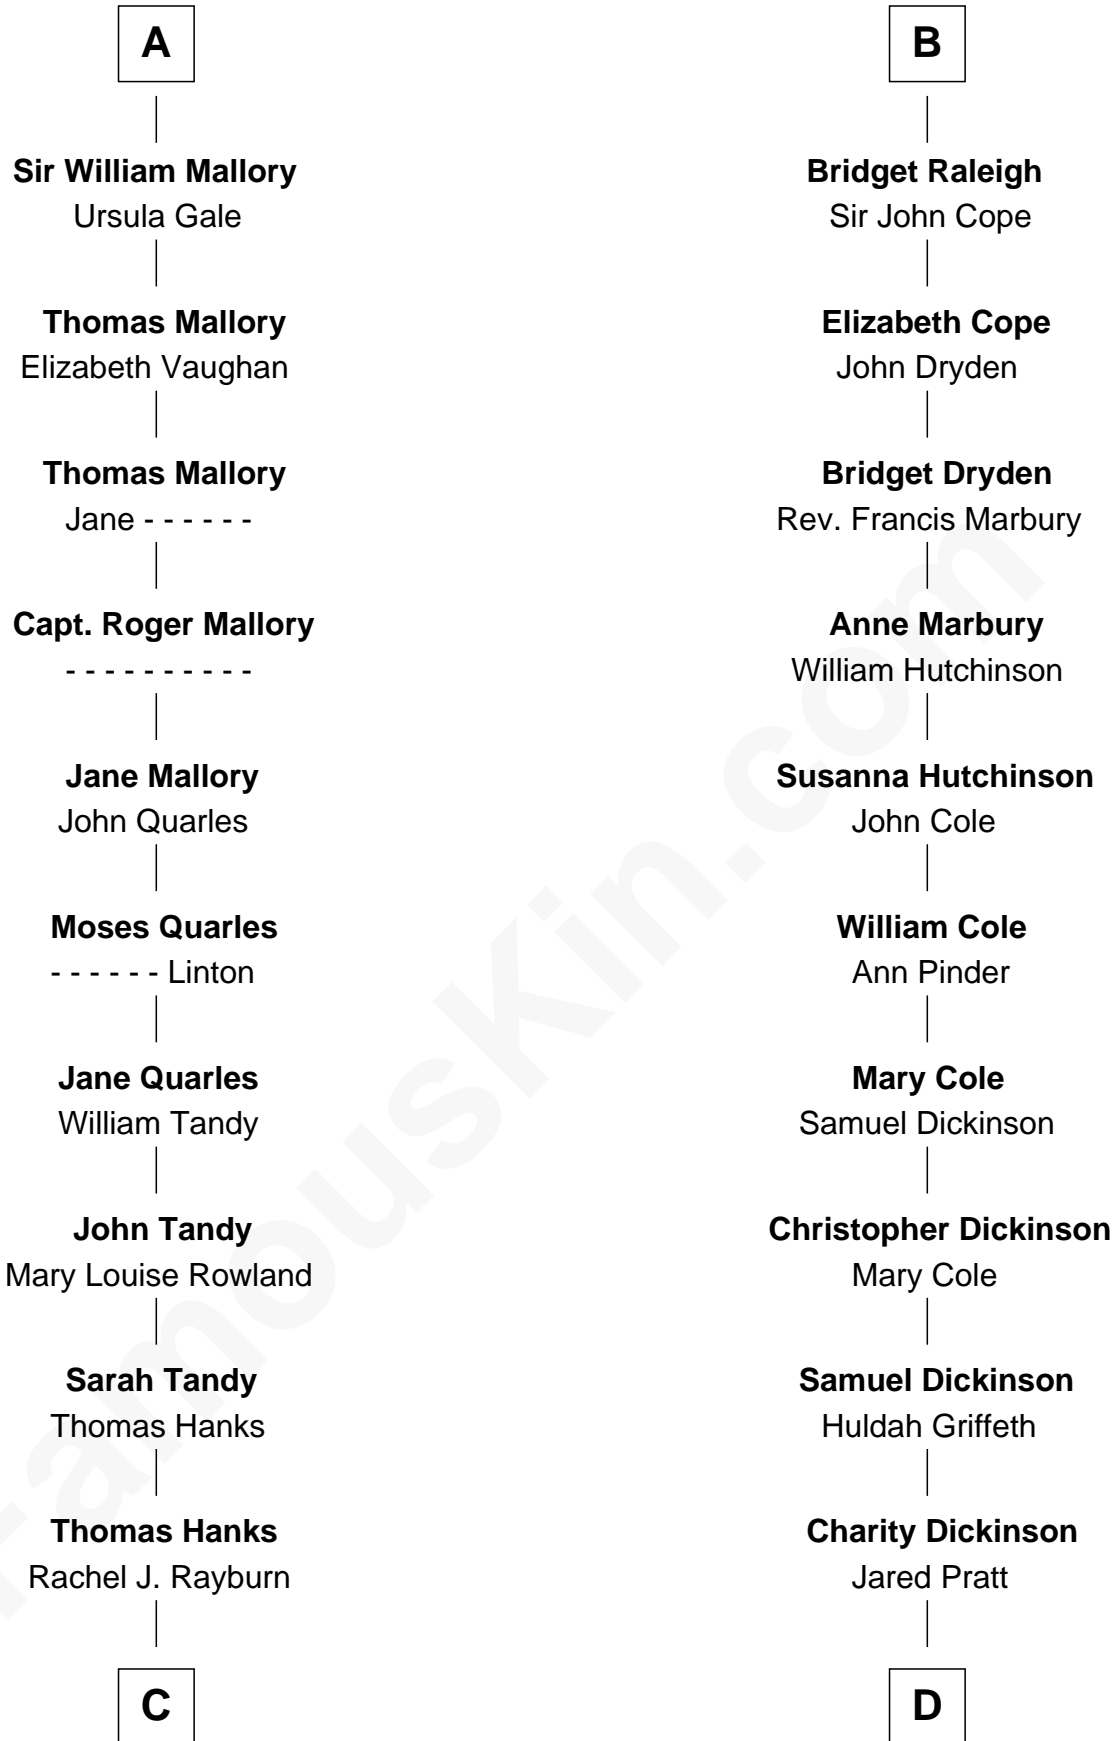 A
Sir William Mallory
Ursula Gale
Thomas Mallory
Elizabeth Vaughan
Thomas Mallory
Jane - - - - - -
Capt. Roger Mallory
- - - - - - - - - -
Jane Mallory
John Quarles
Moses Quarles
- - - - - - Linton
Jane Quarles
William Tandy
John Tandy
Mary Louise Rowland
Sarah Tandy
Thomas Hanks
Thomas Hanks
Rachel J. Rayburn
C
B
Bridget Raleigh
Sir John Cope
Elizabeth Cope
John Dryden
Bridget Dryden
Rev. Francis Marbury
Anne Marbury
William Hutchinson
Susanna Hutchinson
John Cole
William Cole
Ann Pinder
Mary Cole
Samuel Dickinson
Christopher Dickinson
Mary Cole
Samuel Dickinson
Huldah Griffeth
Charity Dickinson
Jared Pratt
D
FamousKin.com